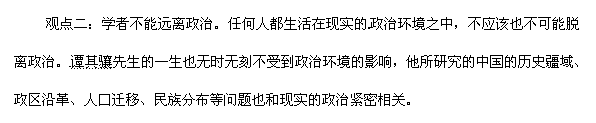 观点二：学者不能远离政治。任何人都生活在现实的政治环境之中，不应该也不可能脱
离政治。谭其骧先生的一生也无时无刻不受到政治环境的影响，他所研究的中国的历史疆域、
政区沿革、人口迁移、民族分布等问题也和现实的政治紧密相关。